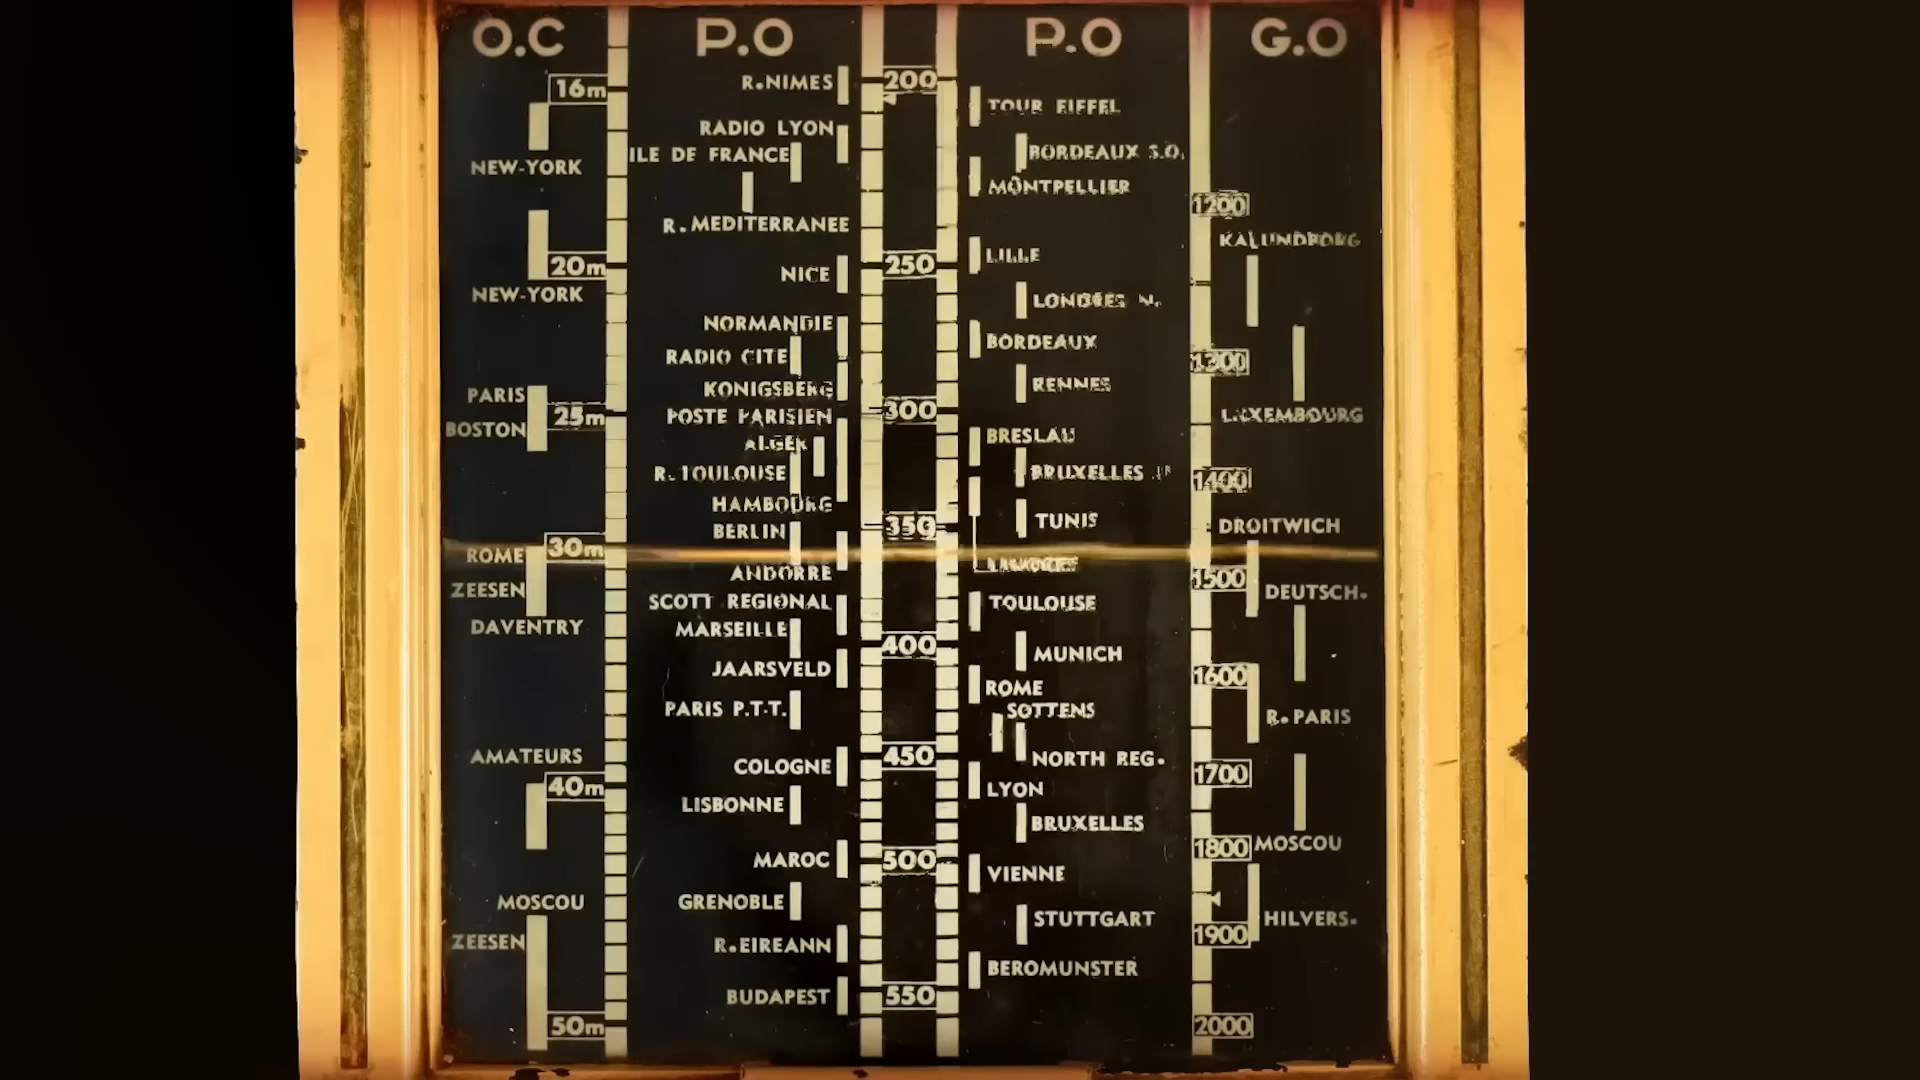 O.C
P.O
P.O
G.O
16m
NEW-YORK
20m
NEW-YORK
PARIS
25m
BOSTON
30m
ROME
ZEESEN
DAVENTRY
AMATEURS
40m
MOSCOU
ZEESEN
50m
R.NIMES
RADIO LYON
ILE DE FRANCE
R.MEDITERRANEE
NICE
NORMANDIE
RADIO CITE
KONIGSBERG
POSTE PARISIEN
ALGER
R.TOULOUSE
HAMBOURG
BERLIN
ANDORRE
SCOTT REGIONAL
MARSEILLE
JAARSVELD
PARIS P.T.T.
COLOGNE
LISBONNE
MAROC
GRENOBLE
R.EIREANN
BUDAPEST
200
250
300
350
400
450
500
550
TOUR EIFFEL
BORDEAUX S.O.
MONTPELLIER
LILLE
LONDRES N.
BORDEAUX
RENNES
BRESLAU
BRUXELLES
TUNIS
TOULOUSE
MUNICH
ROME
SOTTENS
NORTH REG.
LYON
BRUXELLES
VIENNE
STUTTGART
BEROMUNSTER
1200
KALUNDBORG
1300
LUXEMBOURG
1400
DROITWICH
1500
DEUTSCH.
1600
R.PARIS
1700
1800
MOSCOU
HILVERS.
1900
2000